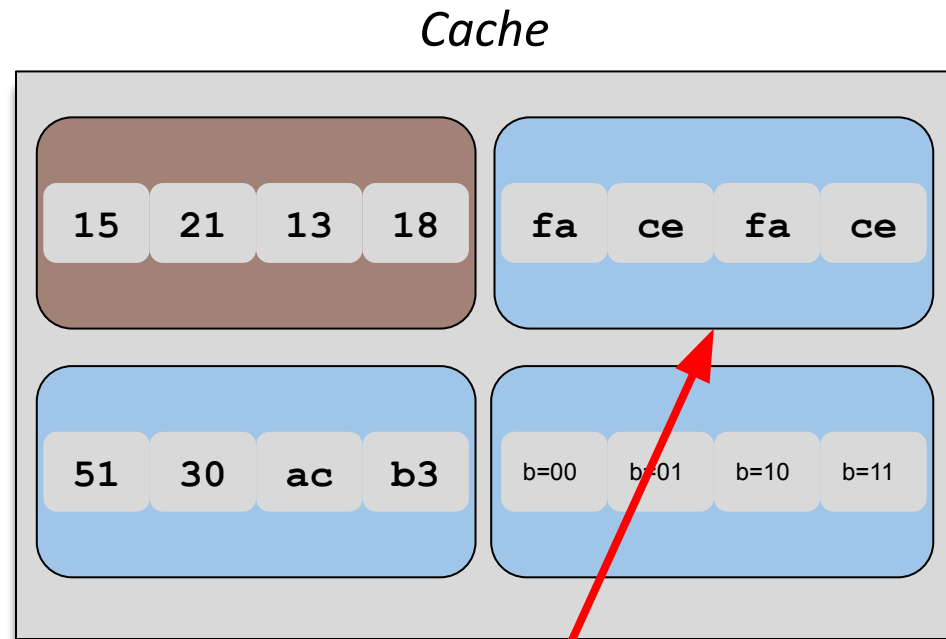 Cache
15 21 13 18
fa ce fa ce
51 30 ac b3
b=00 b=01 b=10 b=11